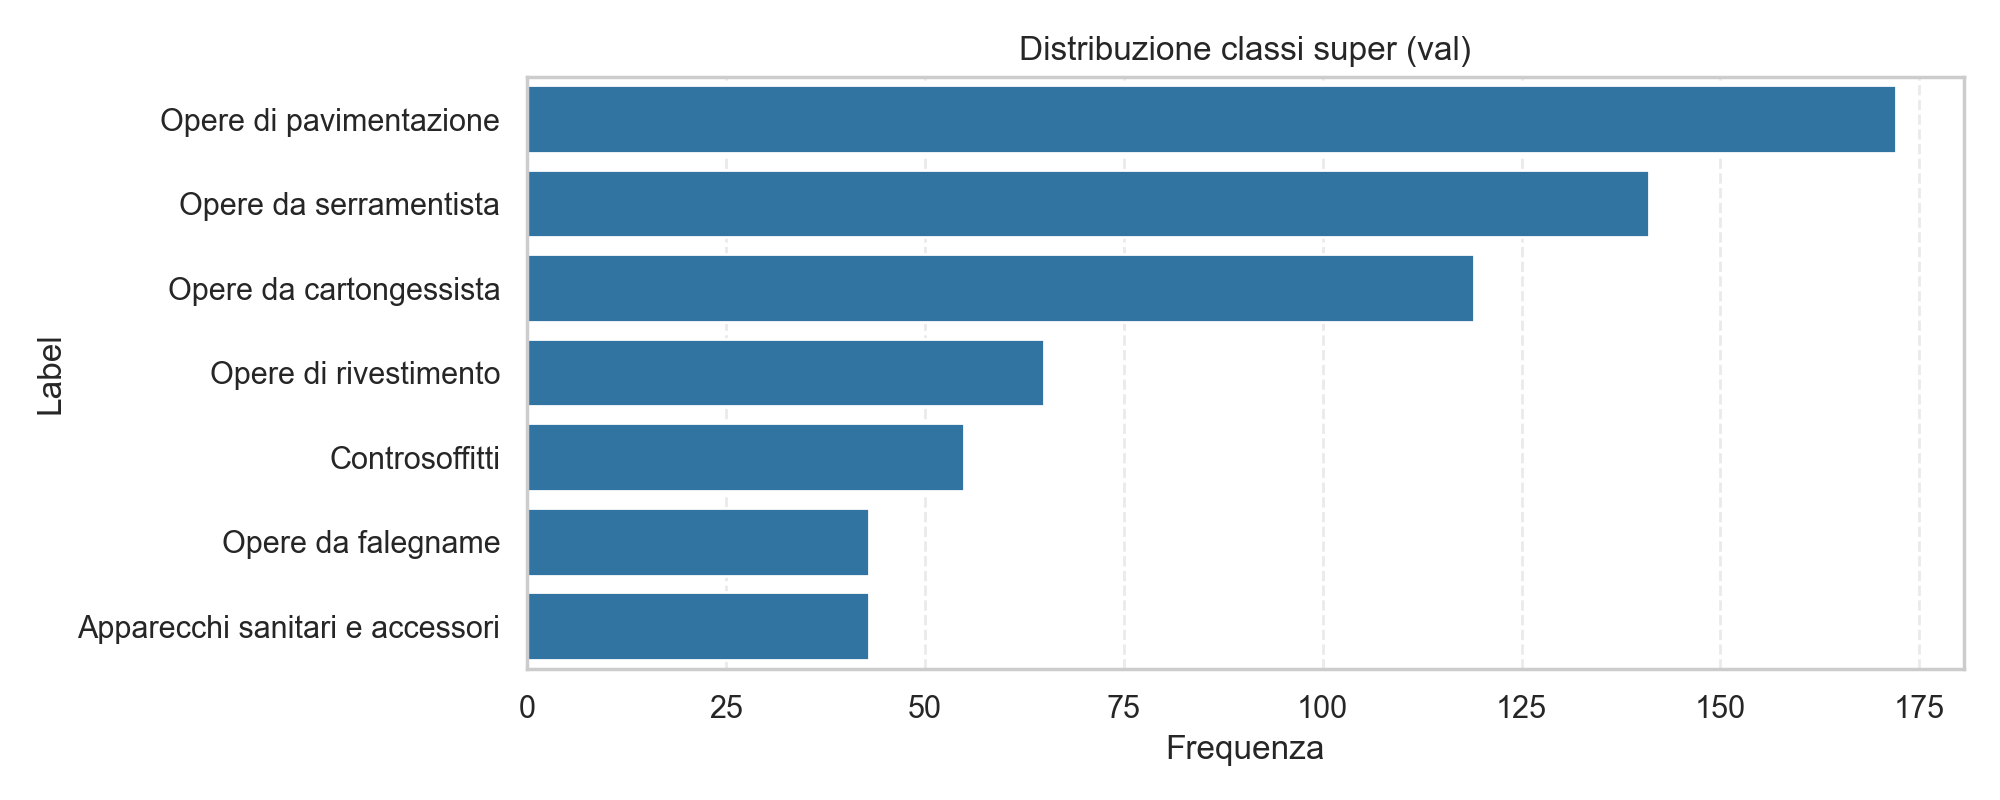 Distribuzione classi super (val)
Opere di pavimentazione
Opere da serramentista
Opere da cartongessista
Opere di rivestimento
Controsoffitti
Opere da falegname
Apparecchi sanitari e accessori
Label
0 25 50 75 100 125 150 175
Frequenza